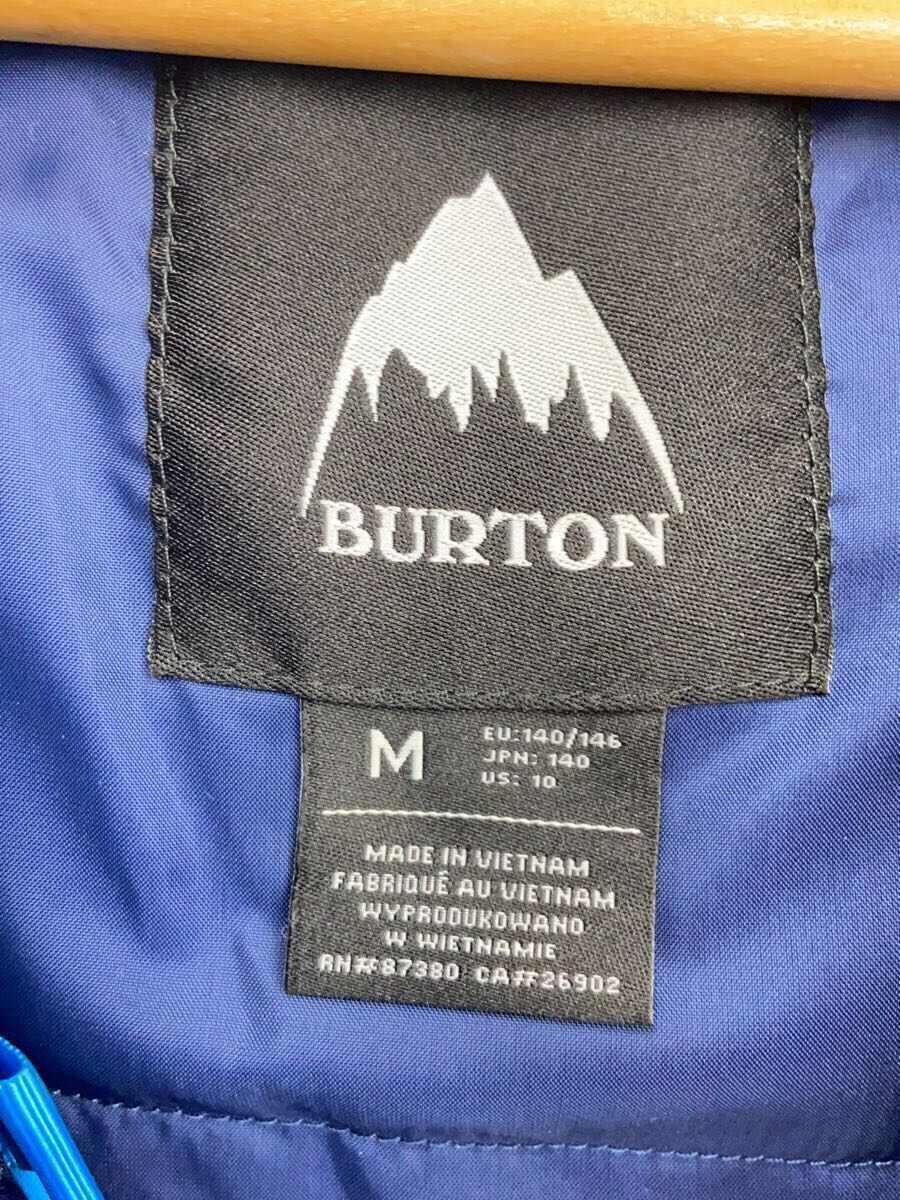 BURTON
M
EU:140/146
JPN: 140
US: 10
MADE IN VIETNAM
FABRIQUÉ AU VIETNAM
WYPRODUKOWANO
W WIETNAMIE
RN#87380 CA#26902